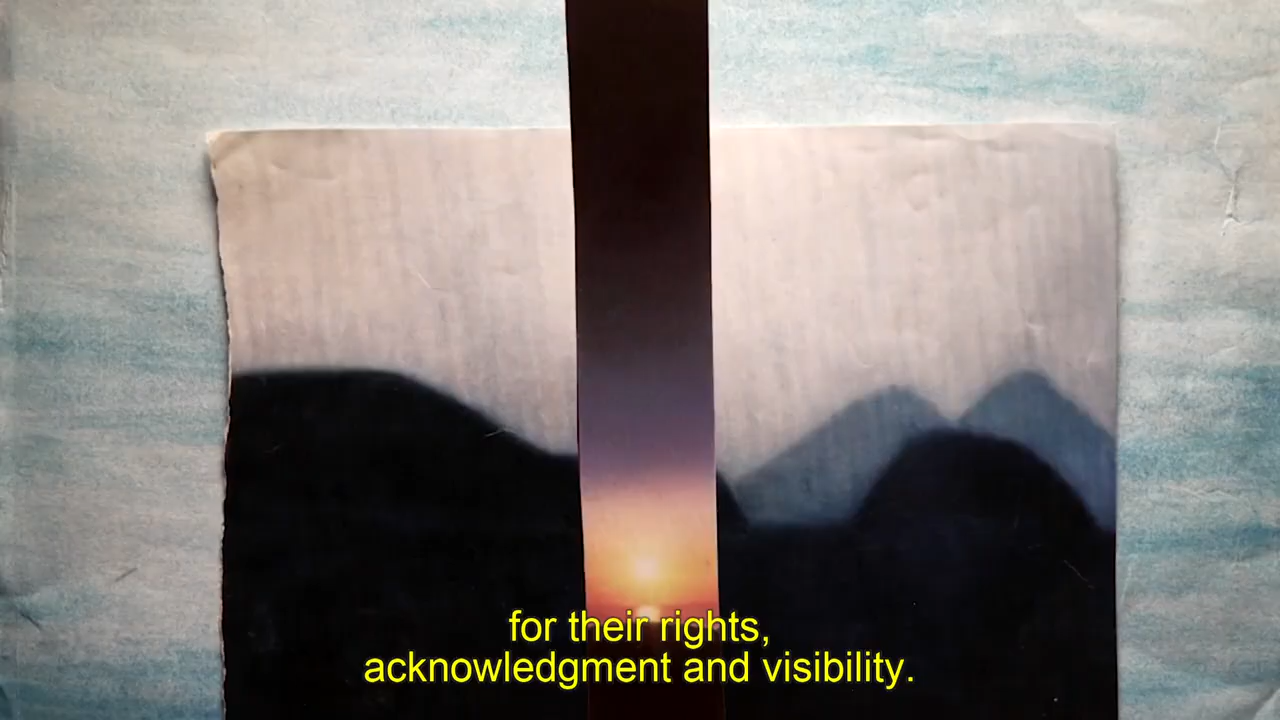 for their rights,
acknowledgment and visibility.